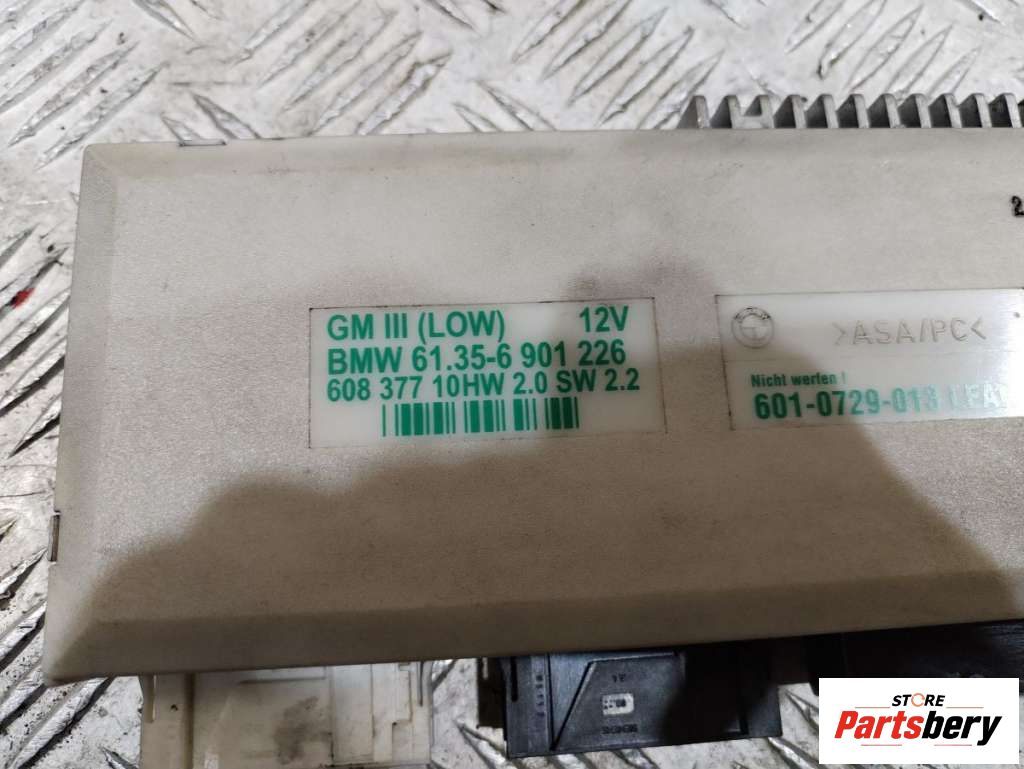 GM III (LOW) 12V
BMW 61.35-6 901 226
608 377 10HW 2.0 SW 2.2
>ASA/PC<
Nicht werfen !
601-0729-013
STORE
Partsbery